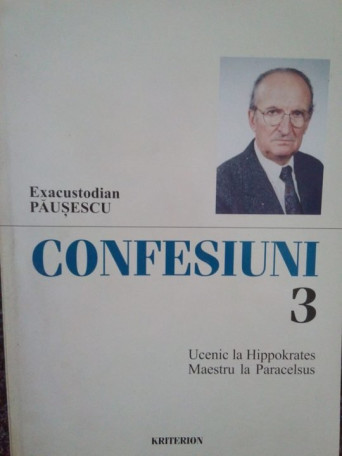 Exacustodian
PĂUȘESCU
CONFESIUNI
3
Ucenic la Hippokrates
Maestru la Paracelsus
KRITERION